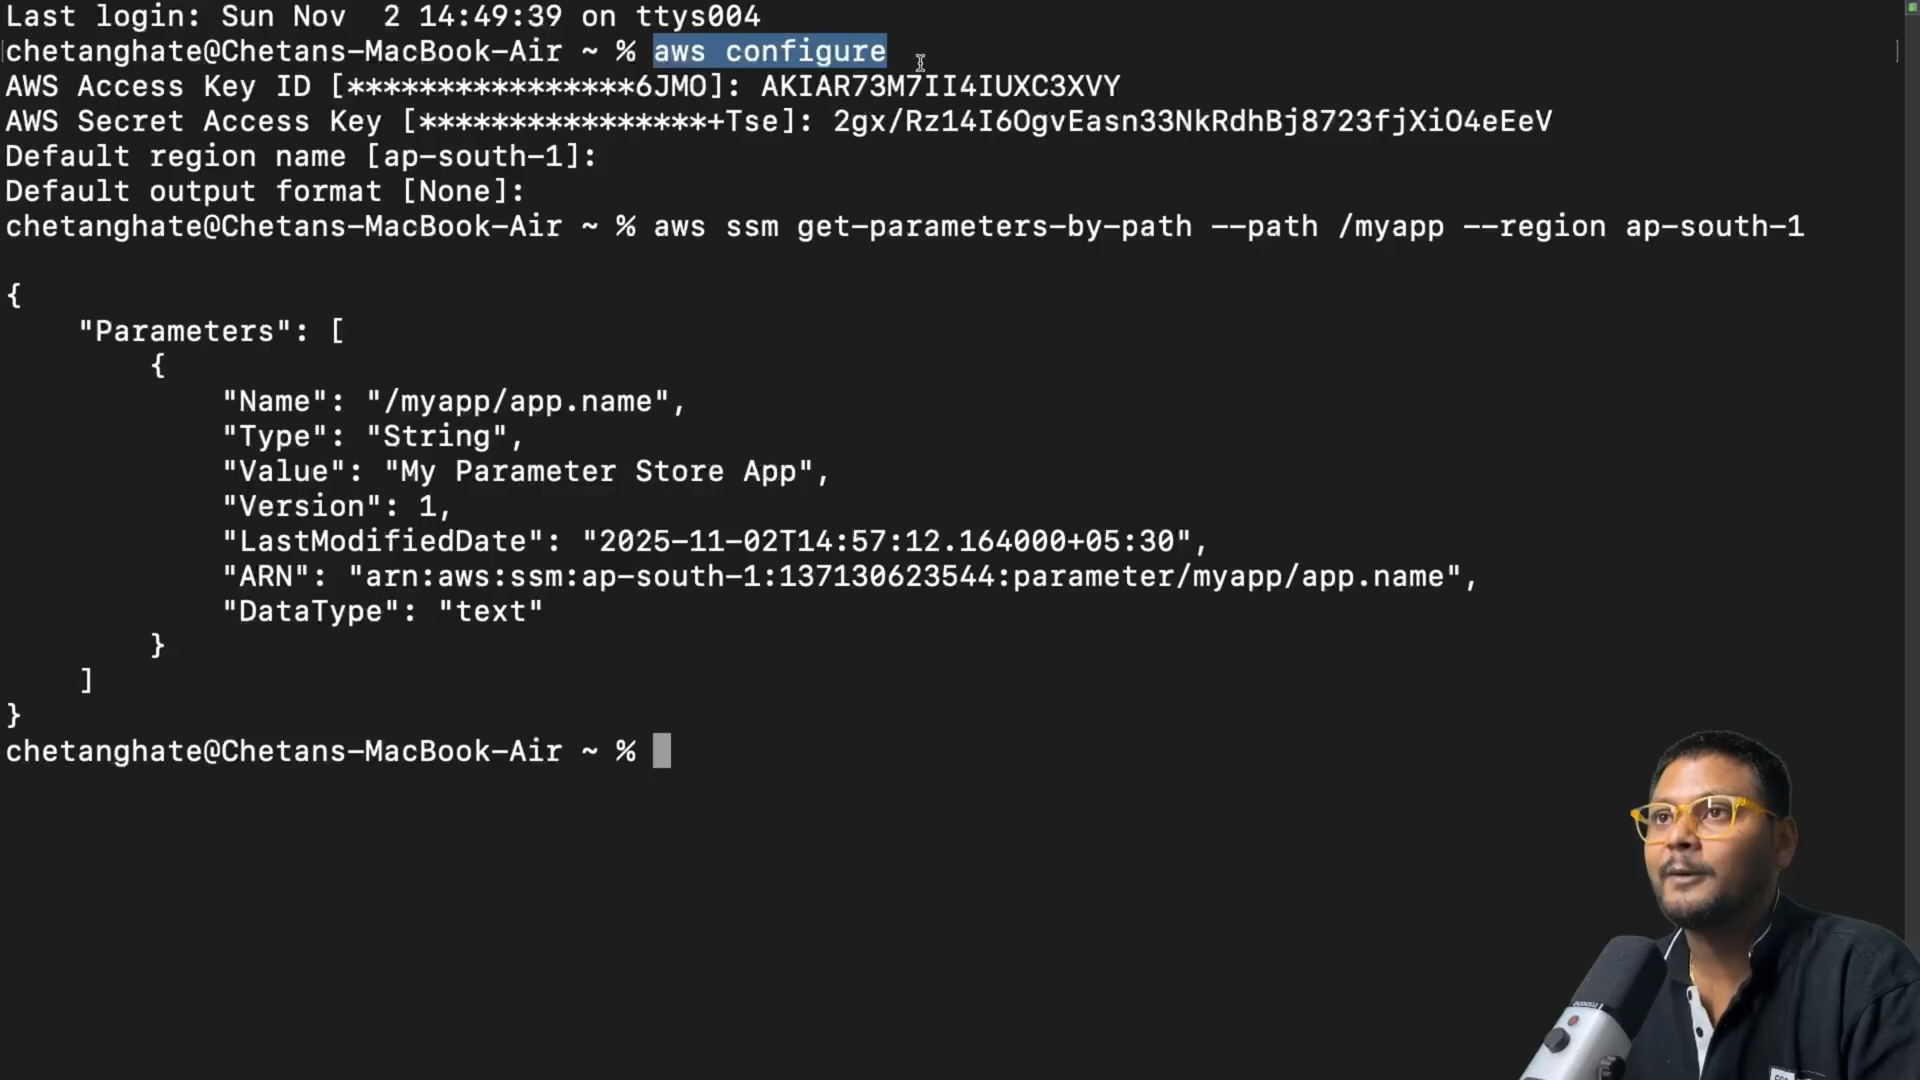 Last login: Sun Nov  2 14:49:39 on ttys004
chetanghate@Chetans-MacBook-Air ~ % aws configure
AWS Access Key ID [****************6JMO]: AKIAR73M7II4IUXC3XVY
AWS Secret Access Key [****************+Tse]: 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
Default region name [ap-south-1]:
Default output format [None]:
chetanghate@Chetans-MacBook-Air ~ % aws ssm get-parameters-by-path --path /myapp --region ap-south-1
{
    "Parameters": [
        {
            "Name": "/myapp/app.name",
            "Type": "String",
            "Value": "My Parameter Store App",
            "Version": 1,
            "LastModifiedDate": "2025-11-02T14:57:12.164000+05:30",
            "ARN": "arn:aws:ssm:ap-south-1:137130623544:parameter/myapp/app.name",
            "DataType": "text"
        }
    ]
}
chetanghate@Chetans-MacBook-Air ~ %